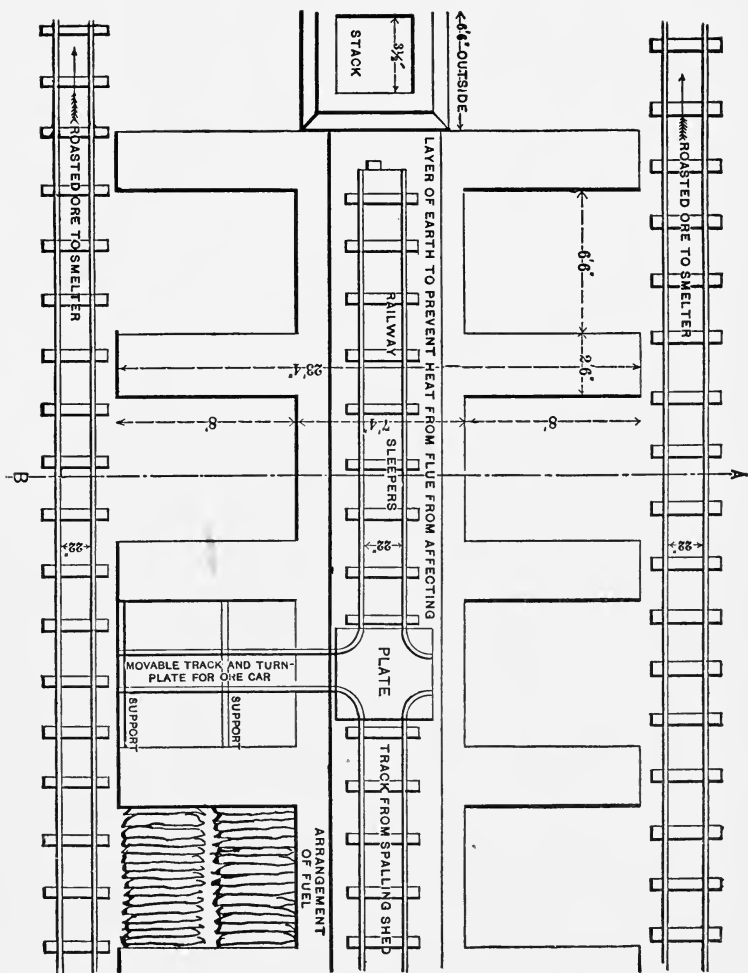 STACK
3½'
6'6" OUTSIDE
ROASTED ORE TO SMELTER
ROASTED ORE TO SMELTER
LAYER OF EARTH TO PREVENT HEAT FROM FLUE FROM AFFECTING
RAILWAY
SLEEPERS
6'6"
2'6"
23'4"
8'
7'4"
8'
A
B
22"
22"
22"
PLATE
MOVABLE TRACK AND TURN-
PLATE FOR ORE CAR
SUPPORT
SUPPORT
TRACK FROM SPALLING SHED
ARRANGEMENT
OF FUEL